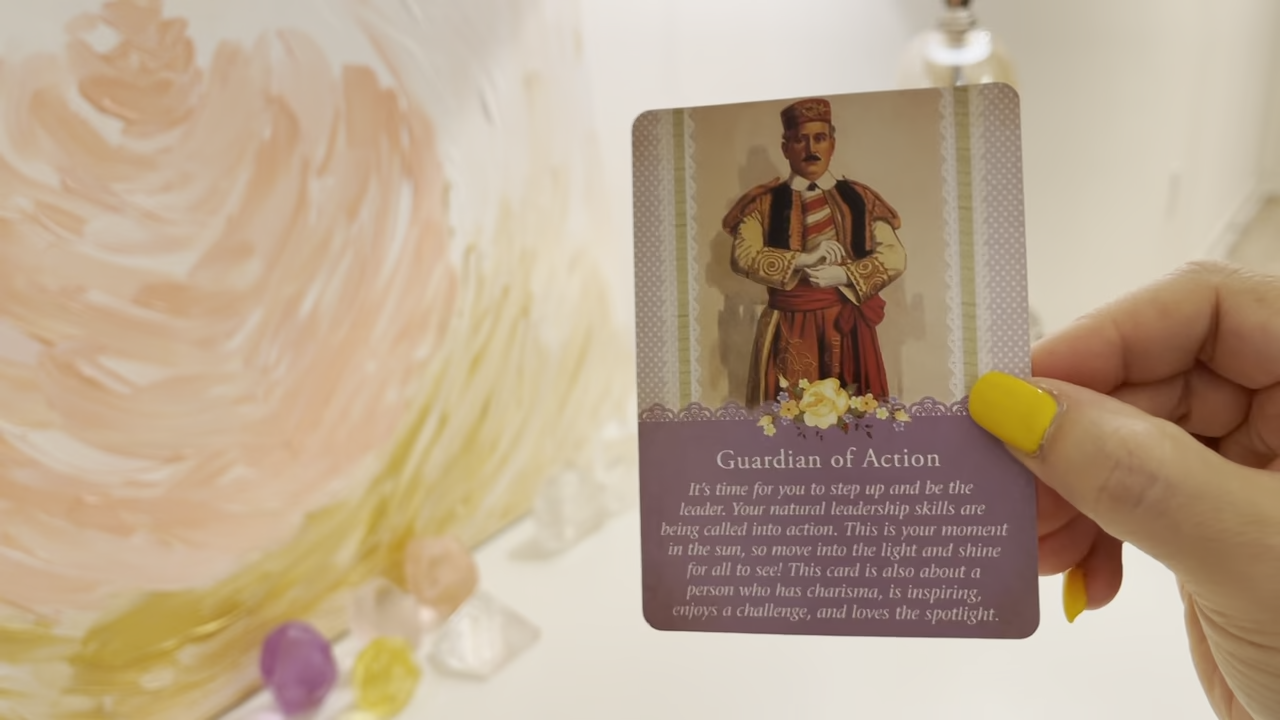 Guardian of Action
It's time for you to step up and be the
leader. Your natural leadership skills are
being called into action. This is your moment
in the sun, so move into the light and shine
for all to see! This card is also about a
person who has charisma, is inspiring,
enjoys a challenge, and loves the spotlight.